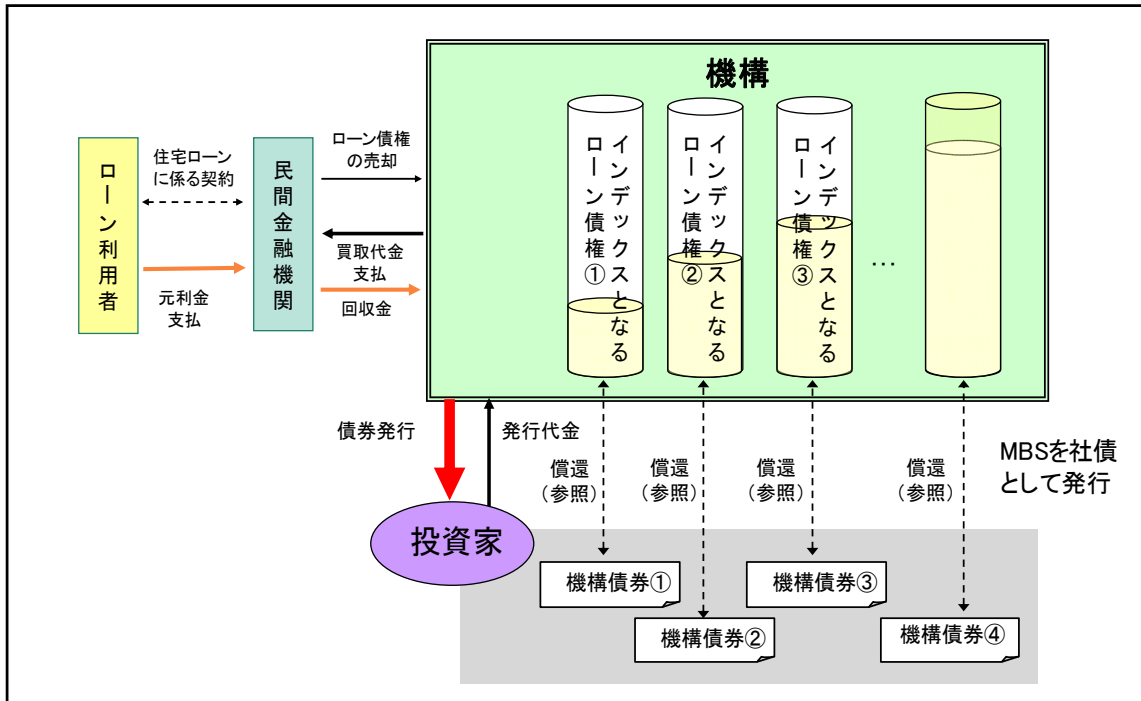 機構
ローン利用者
住宅ローン
に係る契約
元利金
支払
民間金融機関
ローン債権
の売却
買取代金
支払
回収金
インデックスとなる
ローン債権①
インデックスとなる
ローン債権②
インデックスとなる
ローン債権③
…
債券発行
発行代金
投資家
償還
(参照)
償還
(参照)
償還
(参照)
償還
(参照)
MBSを社債
として発行
機構債券①
機構債券②
機構債券③
機構債券④